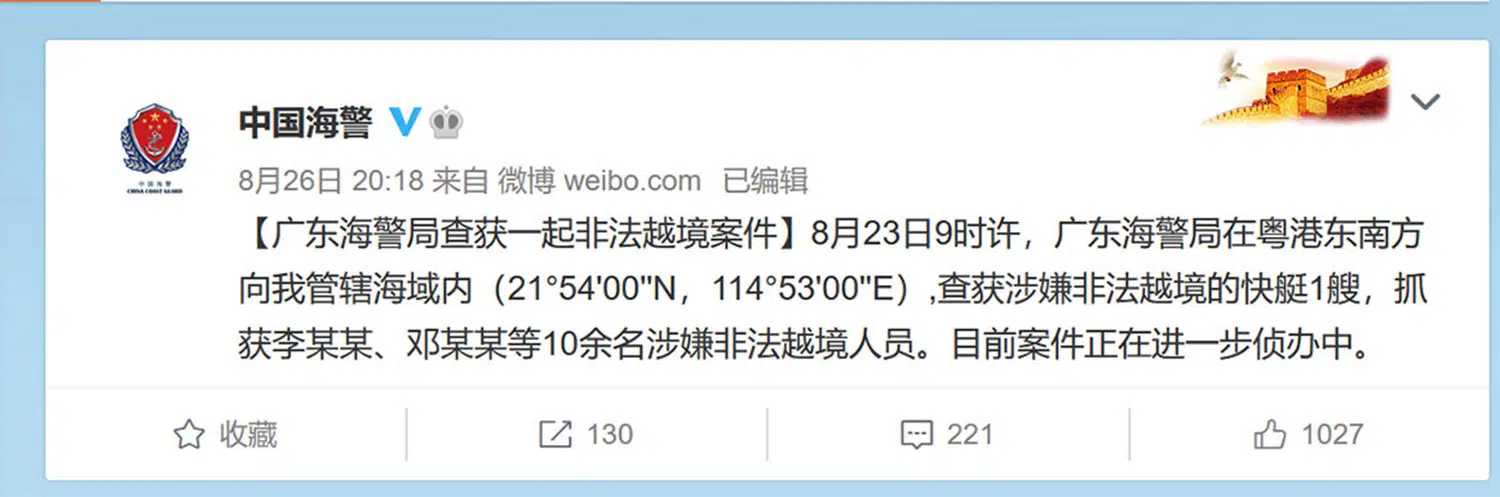 中国海警
中国海警
CHINA COAST GUARD
8月26日 20:18 来自 微博 weibo.com 已编辑
【广东海警局查获一起非法越境案件】8月23日9时许，广东海警局在粤港东南方
向我管辖海域内（21°54'00"N，114°53'00"E）,查获涉嫌非法越境的快艇1艘，抓
获李某某、邓某某等10余名涉嫌非法越境人员。目前案件正在进一步侦办中。
收藏
130
221
1027